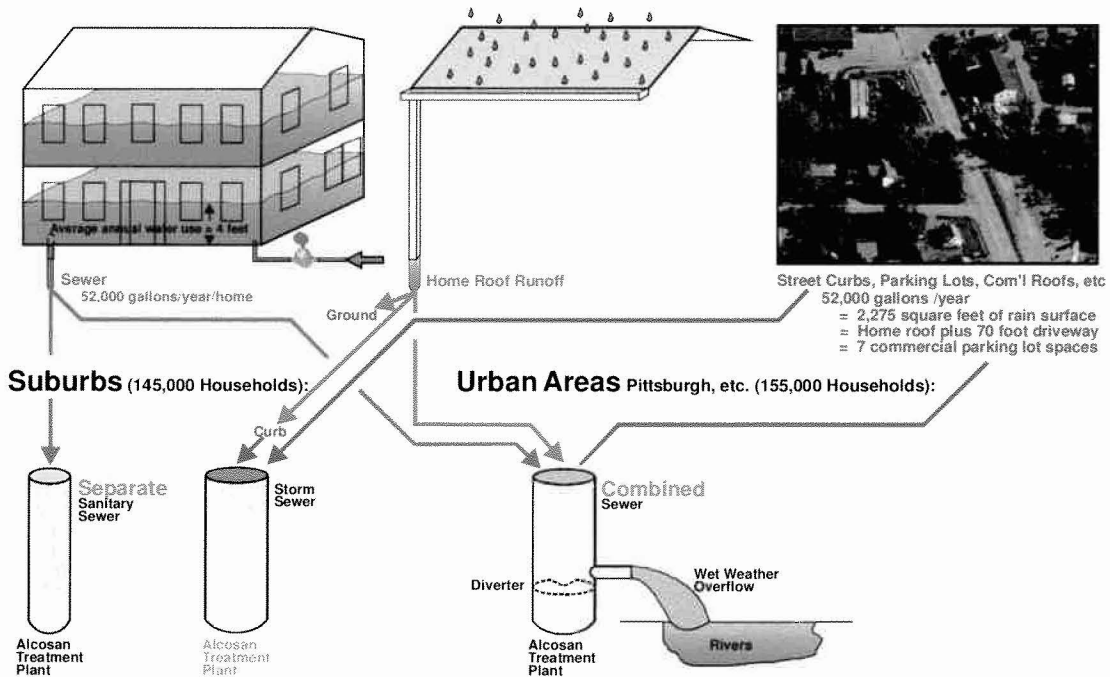 Average annual water use = 4 feet
Sewer
52,000 gallons/year/home
Home Roof Runoff
Ground
Street Curbs, Parking Lots, Com'l Roofs, etc
52,000 gallons /year
= 2,275 square feet of rain surface
= Home roof plus 70 foot driveway
= 7 commercial parking lot spaces
Suburbs (145,000 Households):
Urban Areas Pittsburgh, etc. (155,000 Households):
Curb
Separate
Sanitary
Sewer
Storm
Sewer
Combined
Sewer
Diverter
Wet Weather
Overflow
Rivers
Alcosan
Treatment
Plant
Alcosan
Treatment
Plant
Alcosan
Treatment
Plant